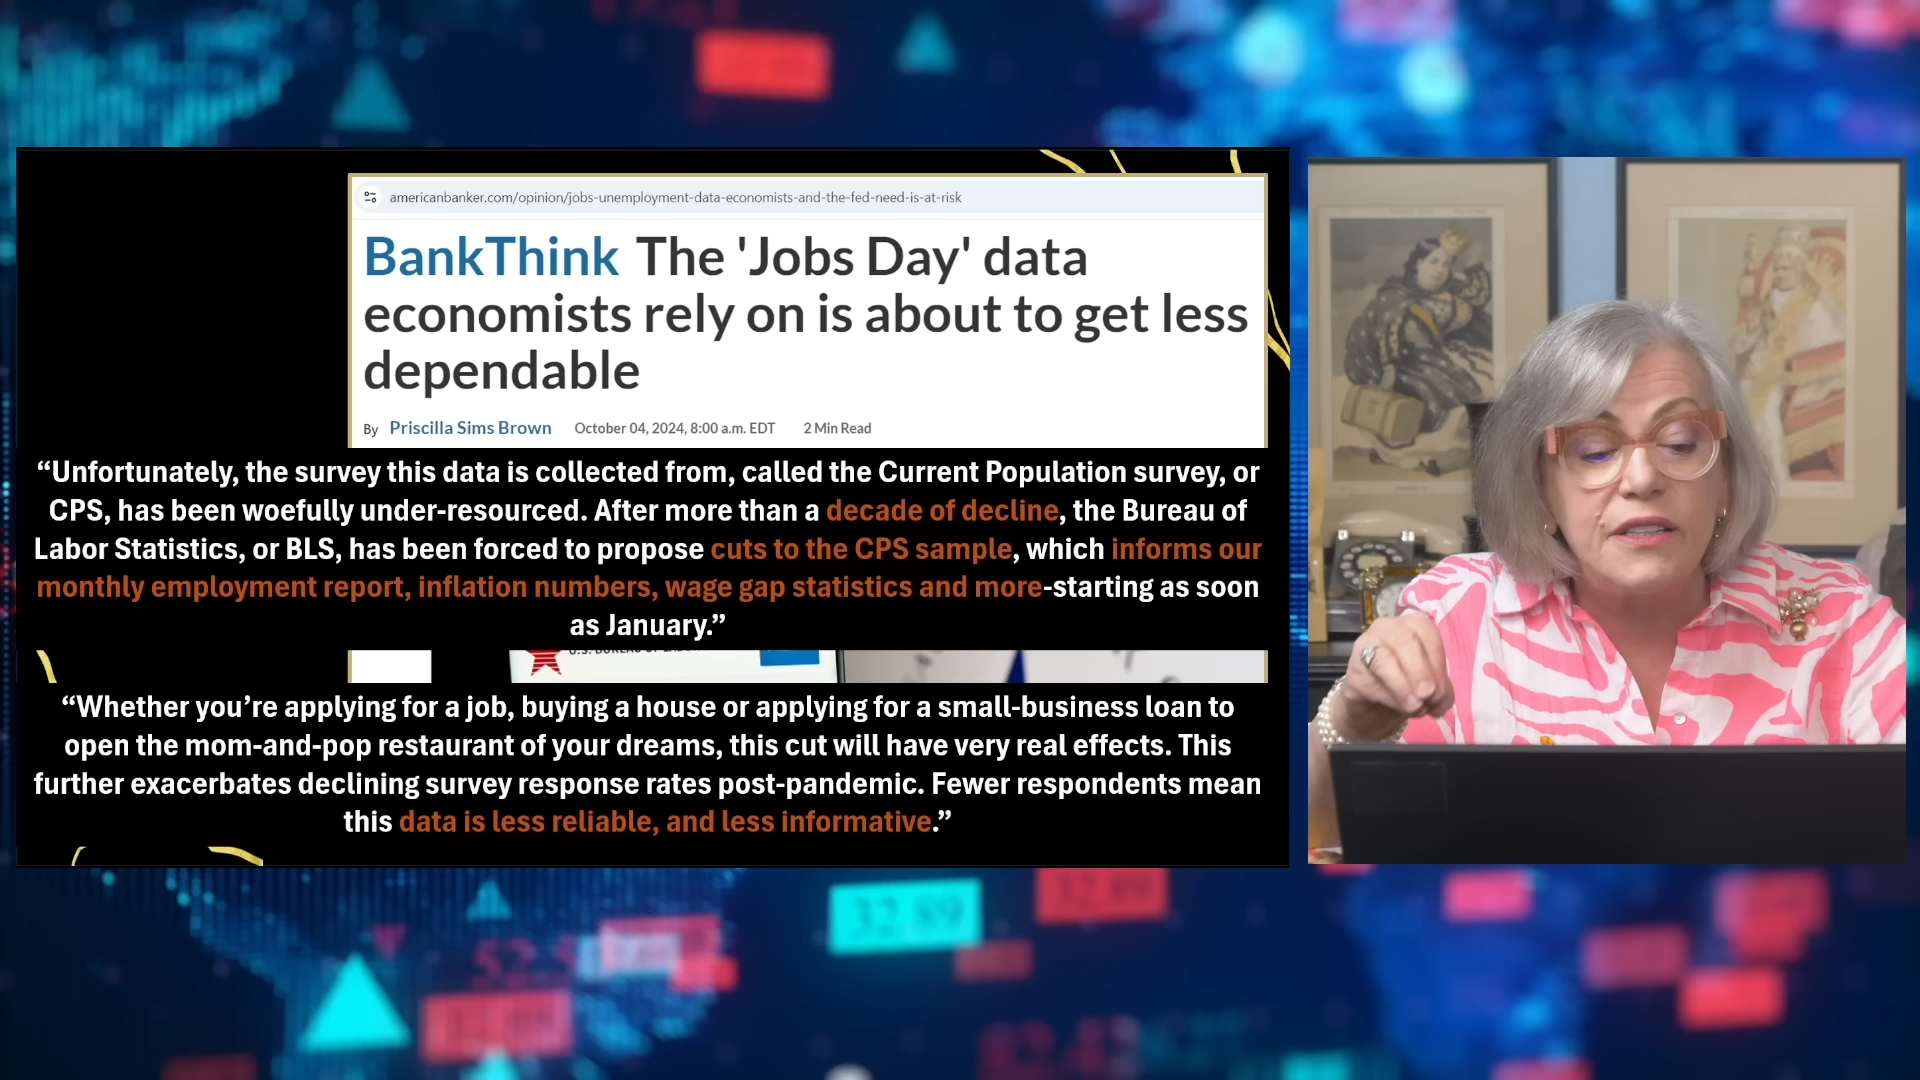 americanbanker.com/opinion/jobs-unemployment-data-economists-and-the-fed-need-is-at-risk
BankThink The 'Jobs Day' data
economists rely on is about to get less
dependable
By Priscilla Sims Brown October 04, 2024, 8:00 a.m. EDT 2 Min Read
“Unfortunately, the survey this data is collected from, called the Current Population survey, or
CPS, has been woefully under-resourced. After more than a decade of decline, the Bureau of
Labor Statistics, or BLS, has been forced to propose cuts to the CPS sample, which informs our
monthly employment report, inflation numbers, wage gap statistics and more-starting as soon
as January.”
“Whether you’re applying for a job, buying a house or applying for a small-business loan to
open the mom-and-pop restaurant of your dreams, this cut will have very real effects. This
further exacerbates declining survey response rates post-pandemic. Fewer respondents mean
this data is less reliable, and less informative.”
32.89
32.89